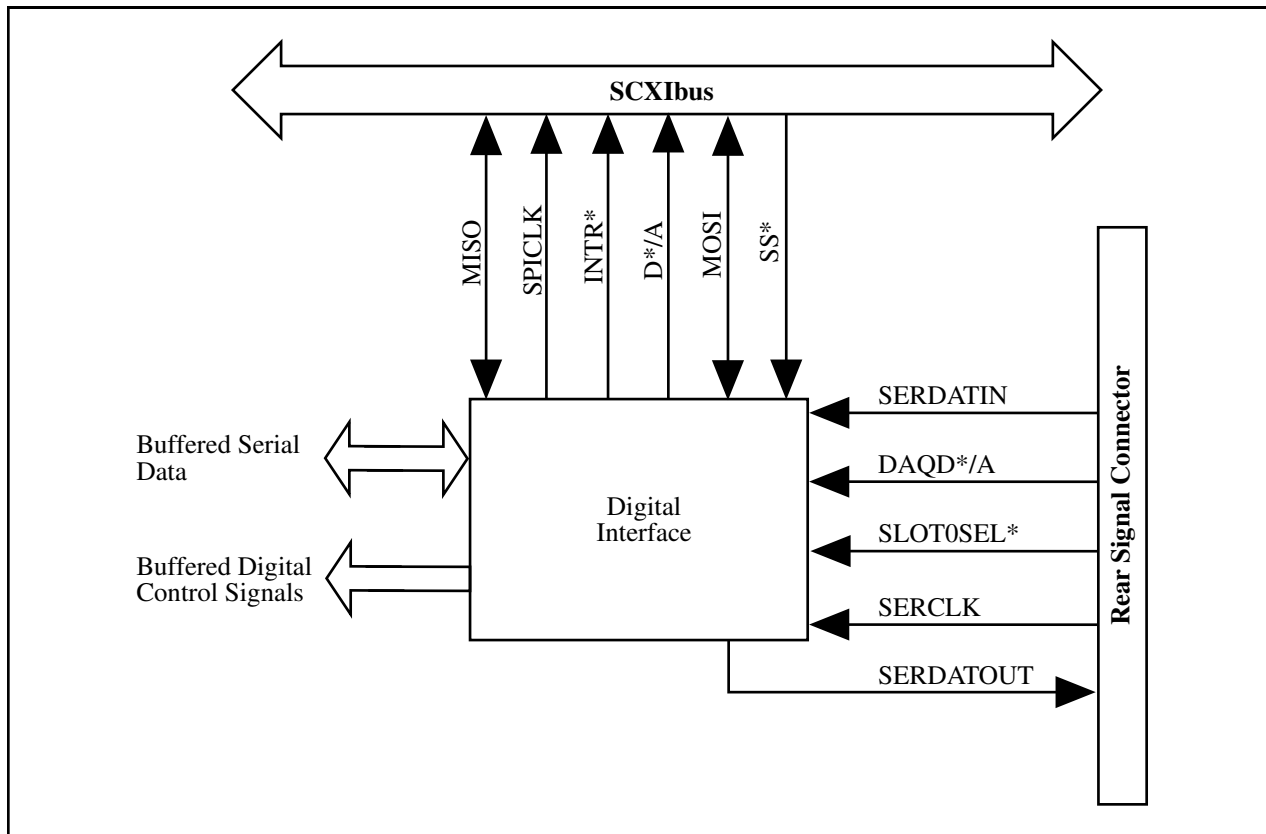 SCXIbus
MISO
SPICLK
INTR*
D*/A
MOSI
SS*
Rear Signal Connector
SERDATIN
DAQD*/A
SLOT0SEL*
SERCLK
SERDATOUT
Buffered Serial
Data
Digital
Interface
Buffered Digital
Control Signals